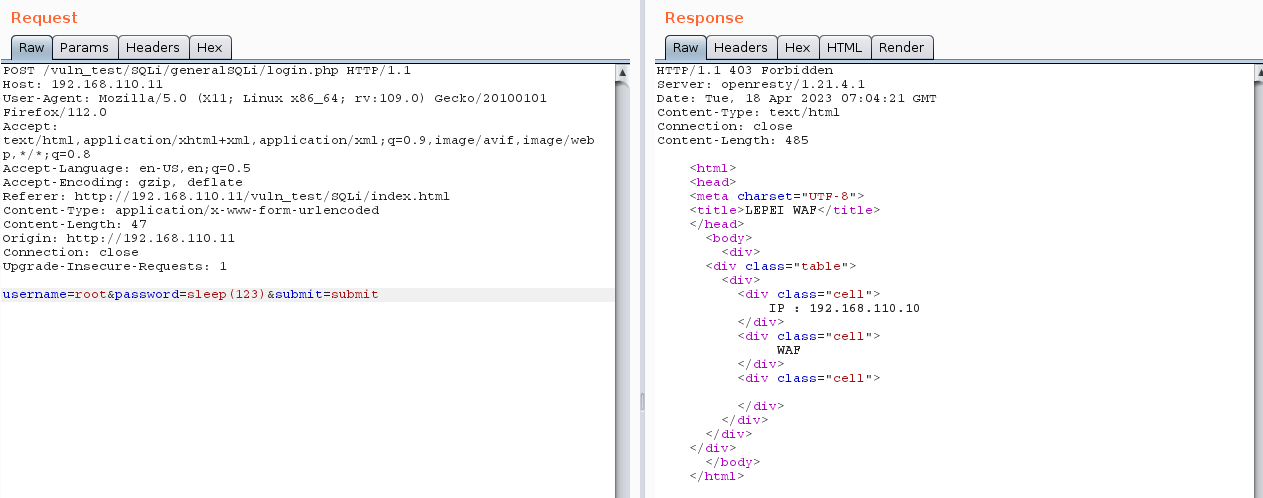 Request
Raw Params Headers Hex
POST /vuln_test/SQLi/generalSQLi/login.php HTTP/1.1
Host: 192.168.110.11
User-Agent: Mozilla/5.0 (X11; Linux x86_64; rv:109.0) Gecko/20100101
Firefox/112.0
Accept:
text/html,application/xhtml+xml,application/xml;q=0.9,image/avif,image/web
p,*/*;q=0.8
Accept-Language: en-US,en;q=0.5
Accept-Encoding: gzip, deflate
Referer: http://192.168.110.11/vuln_test/SQLi/index.html
Content-Type: application/x-www-form-urlencoded
Content-Length: 47
Origin: http://192.168.110.11
Connection: close
Upgrade-Insecure-Requests: 1
username=root&password=sleep(123)&submit=submit
Response
Raw Headers Hex HTML Render
HTTP/1.1 403 Forbidden
Server: openresty/1.21.4.1
Date: Tue, 18 Apr 2023 07:04:21 GMT
Content-Type: text/html
Connection: close
Content-Length: 485
<html>
<head>
<meta charset="UTF-8">
<title>LEPEI WAF</title>
</head>
<body>
<div>
<div class="table">
<div>
<div class="cell">
IP : 192.168.110.10
</div>
<div class="cell">
WAF
</div>
<div class="cell">
</div>
</div>
</div>
</div>
</body>
</html>